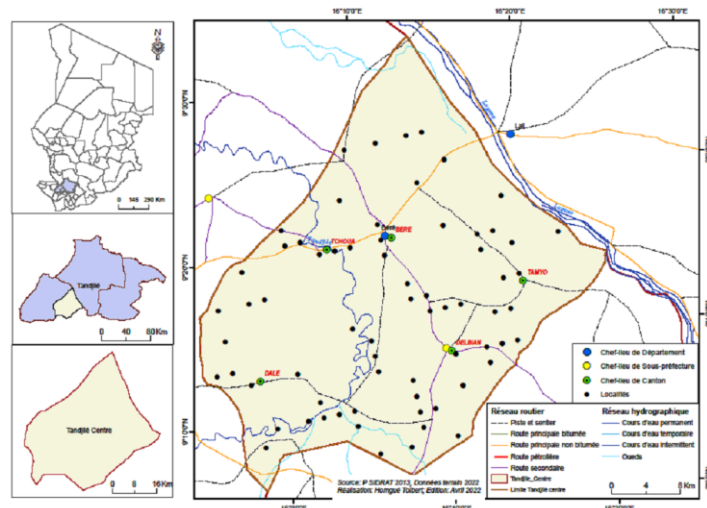 16°10'0"E
16°20'0"E
16°30'0"E
N
0 145 290 Km
Tandjilé
0 40 80 Km
Tandjilé Centre
0 8 16 Km
9°30'0"N
9°20'0"N
9°10'0"N
Laï
Béré
BERE
TCHOUA
TAMYO
DELBIAN
DALE
Chef-lieu de Département
Chef-lieu de Sous-préfecture
Chef-lieu de Canton
Localités
Réseau routier
Piste et sentier
Route principale bitumée
Route principale non bitumée
Route pétrolière
Route secondaire
Tandjilé_Centre
Limite Tandjilé centre
Réseau hydrographique
Cours d'eau permanent
Cours d'eau temporaire
Cours d'eau intermittent
Oueds
Source: P SIDRAT 2013, Données terrais 2022
Edition: Avril 2022
0 4 8 Km